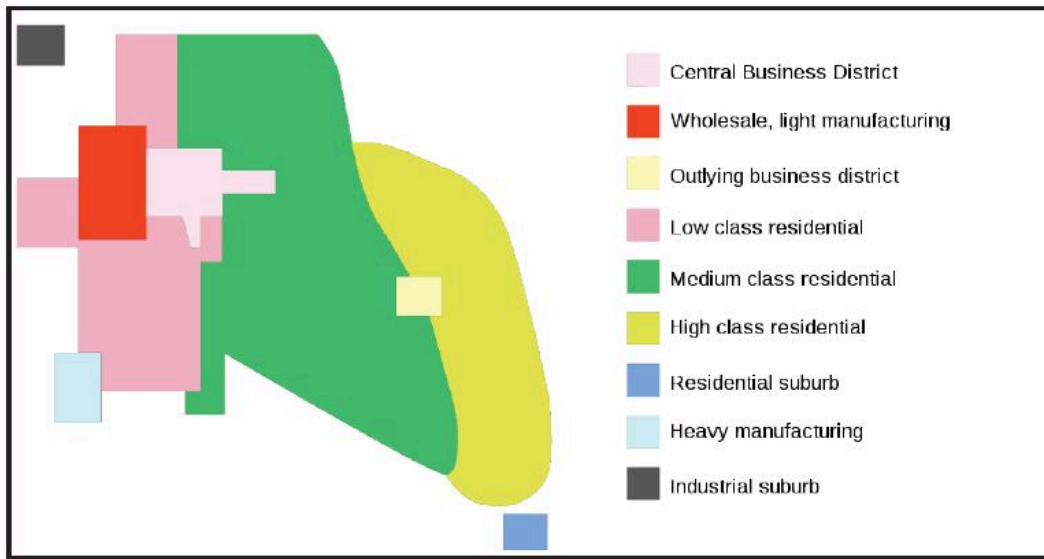 Central Business District
Wholesale, light manufacturing
Outlying business district
Low class residential
Medium class residential
High class residential
Residential suburb
Heavy manufacturing
Industrial suburb